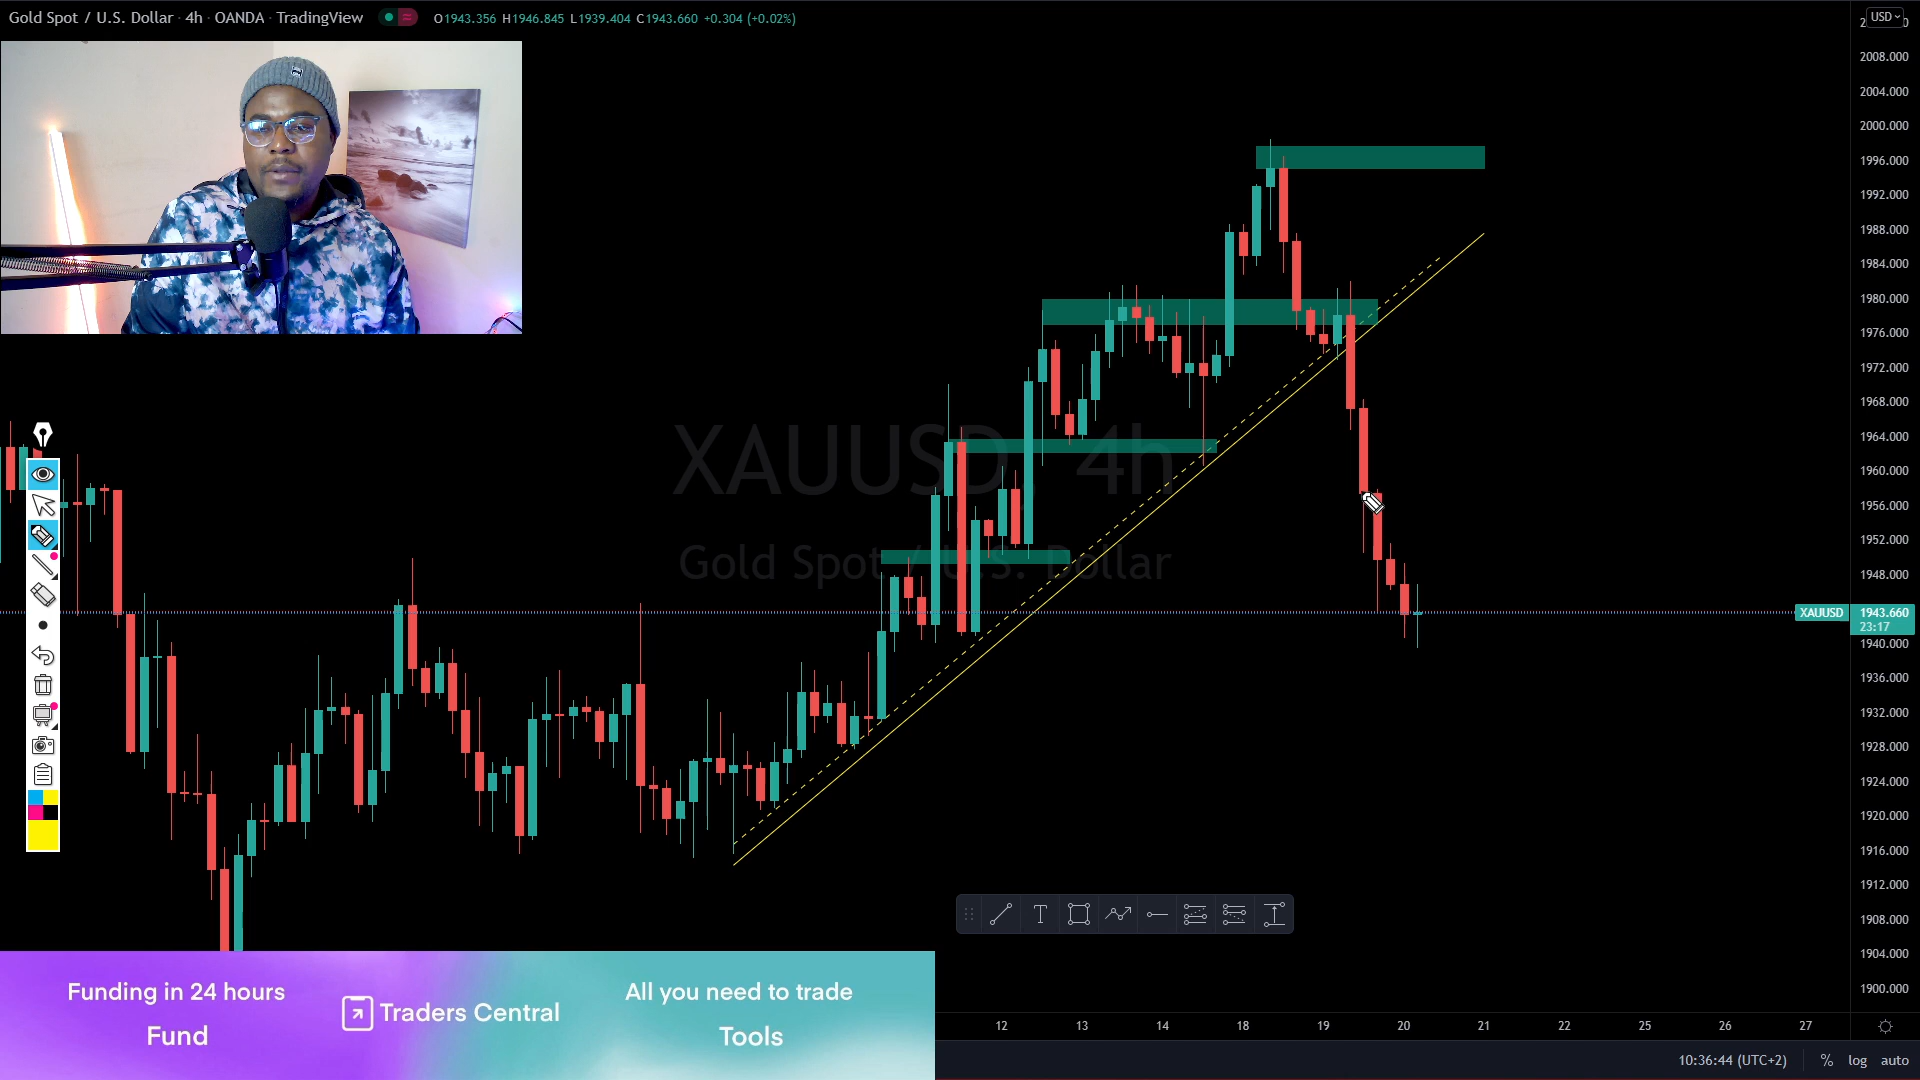 Gold Spot / U.S. Dollar · 4h · OANDA · TradingView
O1943.356 H1946.845 L1939.404 C1943.660 +0.304 (+0.02%)
USD
2008.000
2004.000
2000.000
1996.000
1992.000
1988.000
1984.000
1980.000
1976.000
1972.000
1968.000
1964.000
1960.000
1956.000
1952.000
1948.000
XAUUSD 1943.660
23:17
1940.000
1936.000
1932.000
1928.000
1924.000
1920.000
1916.000
1912.000
1908.000
1904.000
1900.000
XAUUSD, 4h
Gold Spot / U.S. Dollar
T
Funding in 24 hours
Fund
Traders Central
All you need to trade
Tools
12 13 14 18 19 20 21 22 25 26 27
10:36:44 (UTC+2) % log auto